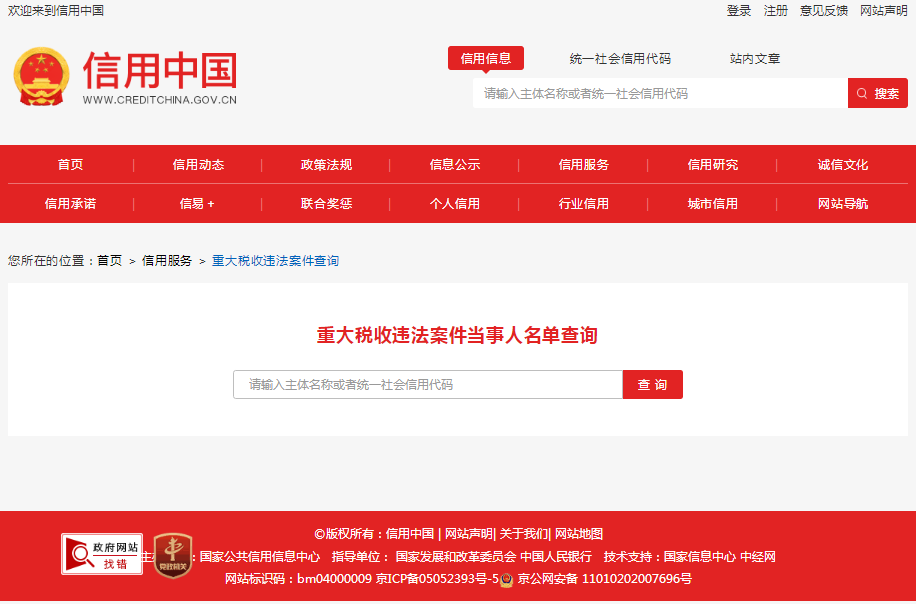 欢迎来到信用中国 登录 注册 意见反馈 网站声明
信用中国
WWW.CREDITCHINA.GOV.CN
信用信息 统一社会信用代码 站内文章
请输入主体名称或者统一社会信用代码 搜索
首页 信用动态 政策法规 信息公示 信用服务 信用研究 诚信文化
信用承诺 信易+ 联合奖惩 个人信用 行业信用 城市信用 网站导航
您所在的位置：首页 > 信用服务 > 重大税收违法案件查询
重大税收违法案件当事人名单查询
请输入主体名称或者统一社会信用代码 查 询
©版权所有：信用中国 | 网站声明| 关于我们| 网站地图
政府网站
找错
党政机关
主 ：国家公共信用信息中心 指导单位： 国家发展和改革委员会 中国人民银行 技术支持：国家信息中心 中经网
网站标识码：bm04000009 京ICP备05052393号-5 京公网安备 11010202007696号